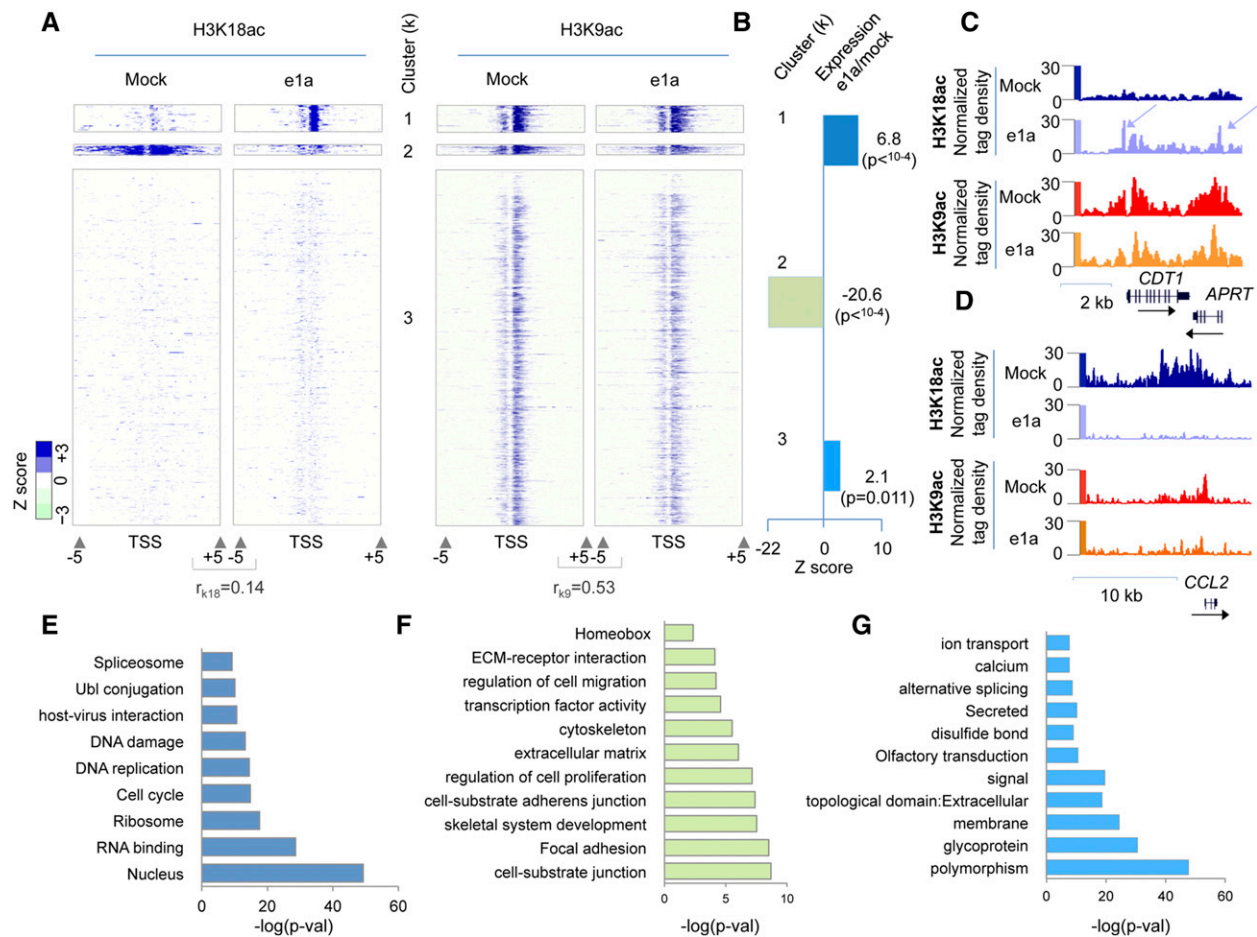 A
H3K18ac
Mock
e1a
Cluster (k)
H3K9ac
Mock
e1a
1
2
3
Z score
+3
0
-3
-5
TSS
+5
-5
TSS
+5
r_k18=0.14
-5
TSS
+5
-5
TSS
+5
r_k9=0.53
B
Cluster (k)
Expression
e1a/mock
1
6.8
(p<10-4)
2
-20.6
(p<10-4)
3
2.1
(p=0.011)
-22
0
10
Z score
C
H3K18ac
Normalized
tag density
Mock
30
0
e1a
30
0
H3K9ac
Normalized
tag density
Mock
30
0
e1a
30
0
2 kb
CDT1
APRT
D
H3K18ac
Normalized
tag density
Mock
30
0
e1a
30
0
H3K9ac
Normalized
tag density
Mock
30
0
e1a
30
0
10 kb
CCL2
E
Spliceosome
Ubl conjugation
host-virus interaction
DNA damage
DNA replication
Cell cycle
Ribosome
RNA binding
Nucleus
0 20 40 60
-log(p-val)
F
Homeobox
ECM-receptor interaction
regulation of cell migration
transcription factor activity
cytoskeleton
extracellular matrix
regulation of cell proliferation
cell-substrate adherens junction
skeletal system development
Focal adhesion
cell-substrate junction
0 5 10
-log(p-val)
G
ion transport
calcium
alternative splicing
Secreted
disulfide bond
Olfactory transduction
signal
topological domain:Extracellular
membrane
glycoprotein
polymorphism
0 20 40 60
-log(p-val)